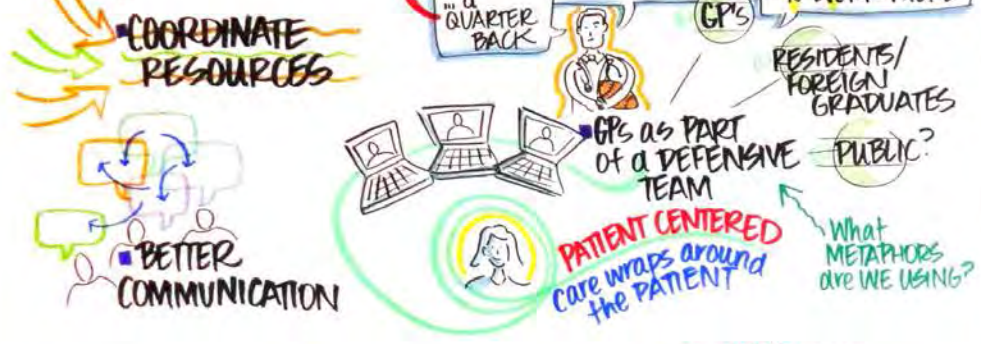 COORDINATE
RESOURCES
BETTER
COMMUNICATION
... a
QUARTER
BACK
GP's
RESIDENTS/
FOREIGN
GRADUATES
PUBLIC?
GPs as PART
of a DEFENSIVE
TEAM
PATIENT CENTERED
care wraps around
the PATIENT
What
METAPHORS
are WE USING?